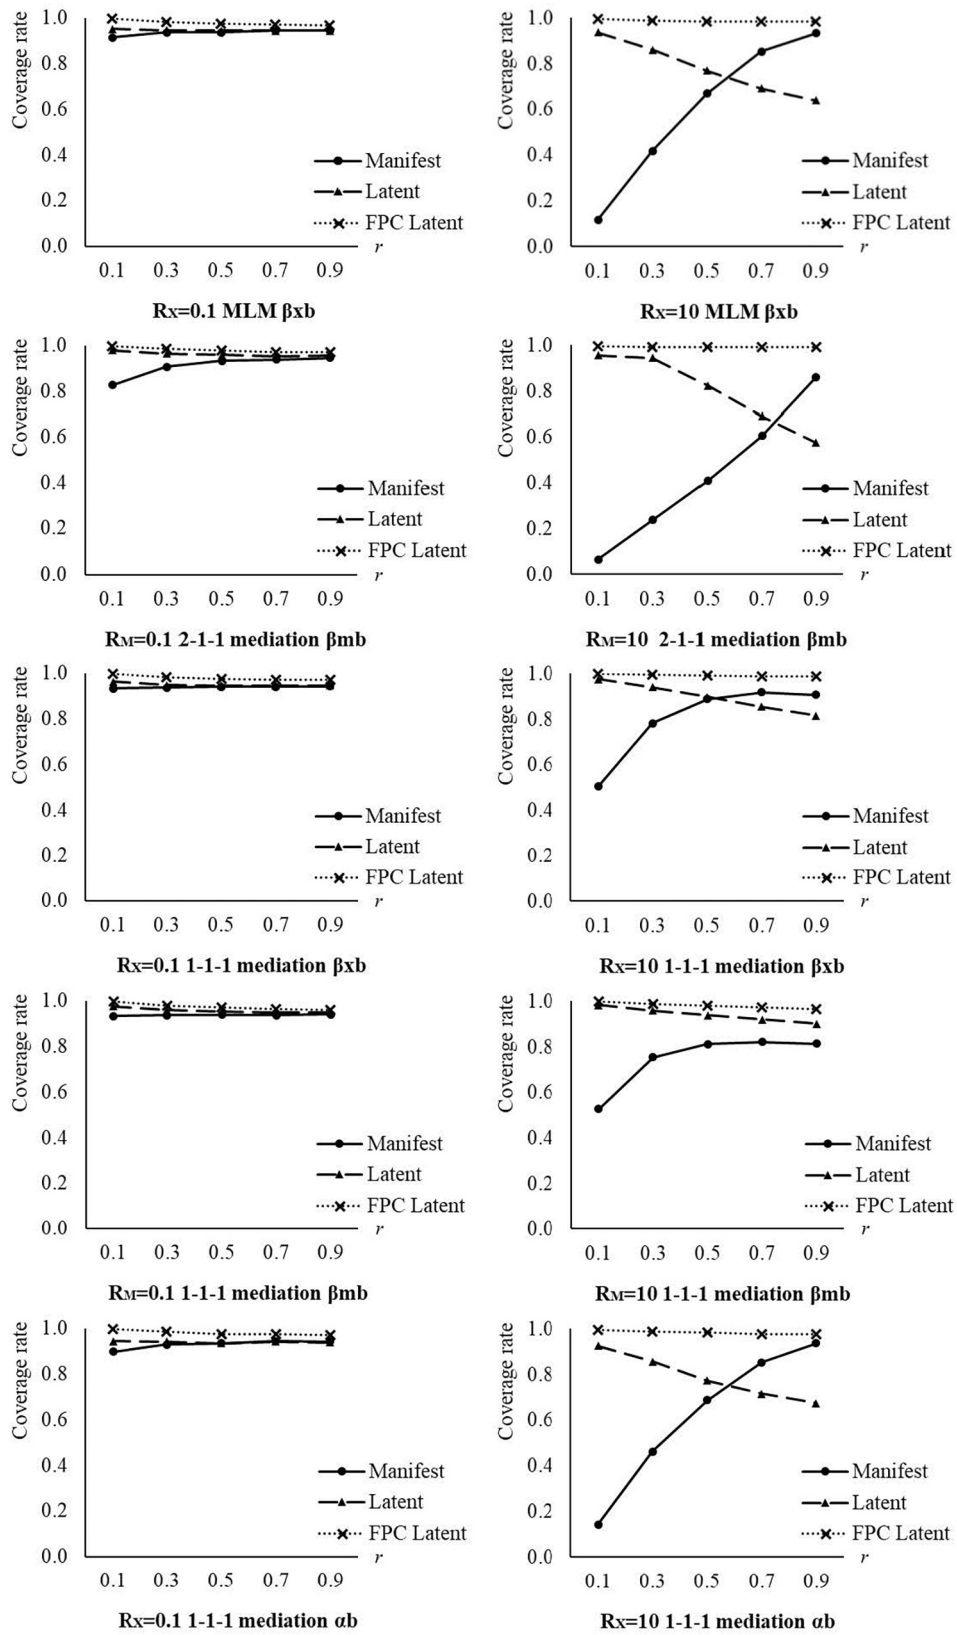 Coverage rate
1.0
0.8
0.6
0.4
0.2
0.0
Manifest
Latent
FPC Latent
r
0.1 0.3 0.5 0.7 0.9
Rx=0.1 MLM βxb
Coverage rate
1.0
0.8
0.6
0.4
0.2
0.0
Manifest
Latent
FPC Latent
r
0.1 0.3 0.5 0.7 0.9
Rx=10 MLM βxb
Coverage rate
1.0
0.8
0.6
0.4
0.2
0.0
Manifest
Latent
FPC Latent
r
0.1 0.3 0.5 0.7 0.9
RM=0.1 2-1-1 mediation βmb
Coverage rate
1.0
0.8
0.6
0.4
0.2
0.0
Manifest
Latent
FPC Latent
r
0.1 0.3 0.5 0.7 0.9
RM=10 2-1-1 mediation βmb
Coverage rate
1.0
0.8
0.6
0.4
0.2
0.0
Manifest
Latent
FPC Latent
r
0.1 0.3 0.5 0.7 0.9
Rx=0.1 1-1-1 mediation βxb
Coverage rate
1.0
0.8
0.6
0.4
0.2
0.0
Manifest
Latent
FPC Latent
r
0.1 0.3 0.5 0.7 0.9
Rx=10 1-1-1 mediation βxb
Coverage rate
1.0
0.8
0.6
0.4
0.2
0.0
Manifest
Latent
FPC Latent
r
0.1 0.3 0.5 0.7 0.9
RM=0.1 1-1-1 mediation βmb
Coverage rate
1.0
0.8
0.6
0.4
0.2
0.0
Manifest
Latent
FPC Latent
r
0.1 0.3 0.5 0.7 0.9
RM=10 1-1-1 mediation βmb
Coverage rate
1.0
0.8
0.6
0.4
0.2
0.0
Manifest
Latent
FPC Latent
r
0.1 0.3 0.5 0.7 0.9
Rx=0.1 1-1-1 mediation αb
Coverage rate
1.0
0.8
0.6
0.4
0.2
0.0
Manifest
Latent
FPC Latent
r
0.1 0.3 0.5 0.7 0.9
Rx=10 1-1-1 mediation αb